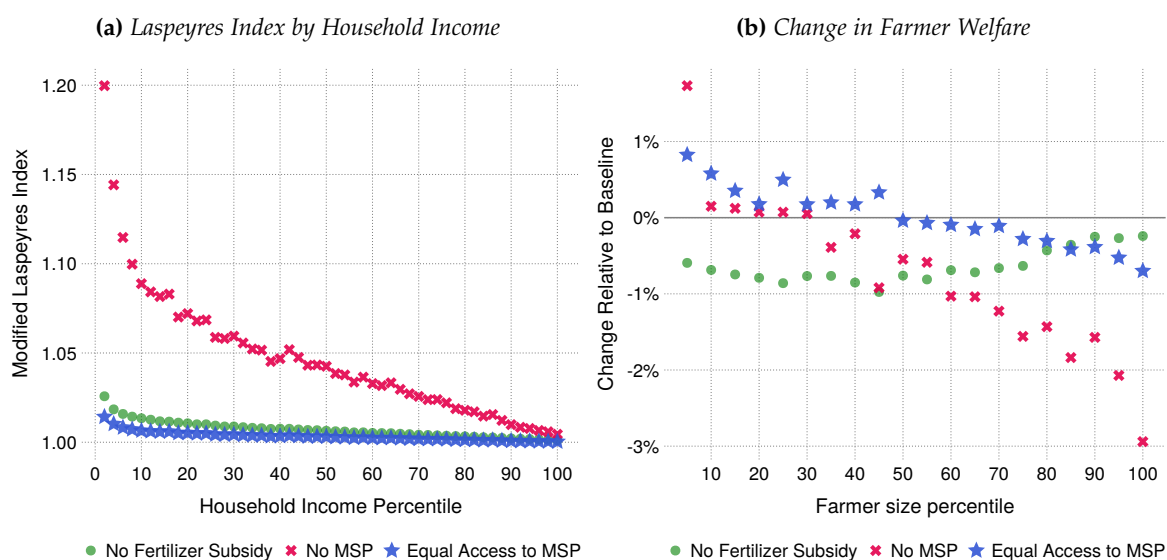 (a) Laspeyres Index by Household Income
Modified Laspeyres Index
1.20
1.15
1.10
1.05
1.00
0 10 20 30 40 50 60 70 80 90 100
Household Income Percentile
No Fertilizer Subsidy No MSP Equal Access to MSP
(b) Change in Farmer Welfare
Change Relative to Baseline
1%
0%
-1%
-2%
-3%
10 20 30 40 50 60 70 80 90 100
Farmer size percentile
No Fertilizer Subsidy No MSP Equal Access to MSP